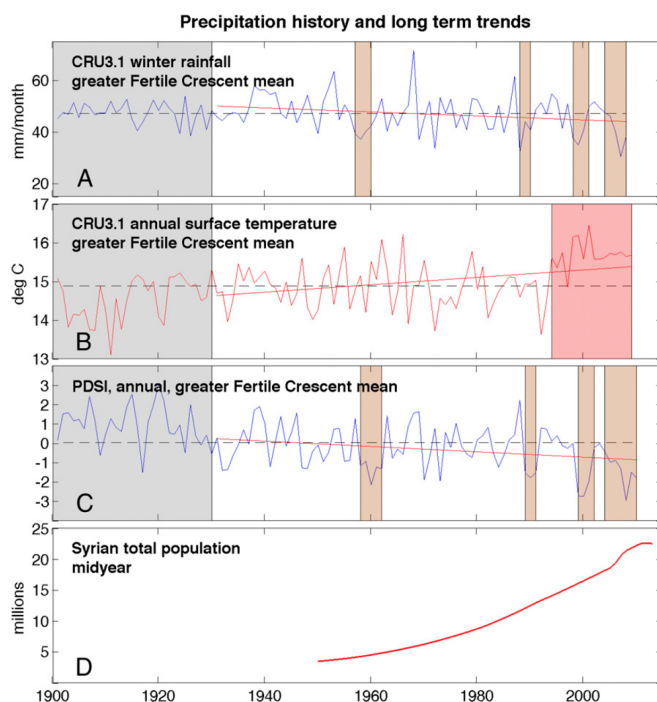 Precipitation history and long term trends
CRU3.1 winter rainfall
greater Fertile Crescent mean
mm/month
60
40
20
A
17
CRU3.1 annual surface temperature
greater Fertile Crescent mean
16
deg C
15
14
B
13
PDSI, annual, greater Fertile Crescent mean
3
2
1
0
-1
-2
-3
C
25
Syrian total population
midyear
20
millions
15
10
5
D
1900
1920
1940
1960
1980
2000